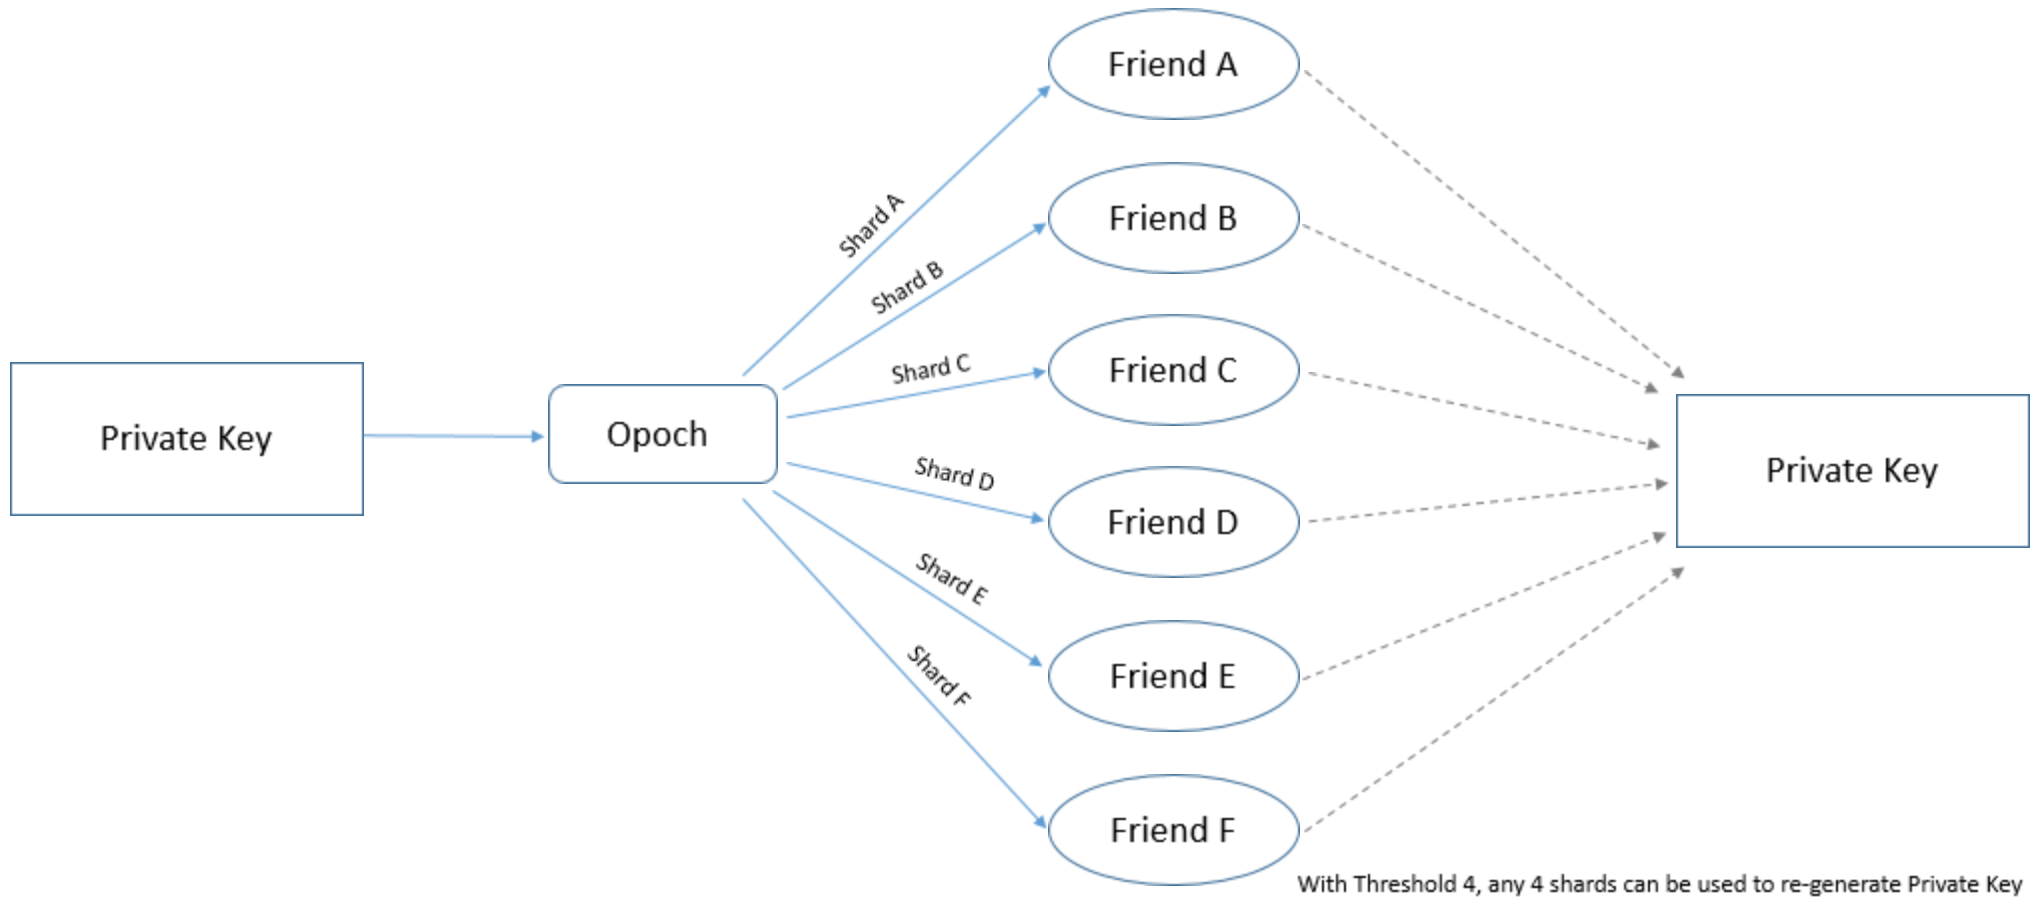 Private Key
Opoch
Shard A
Shard B
Shard C
Shard D
Shard E
Shard F
Friend A
Friend B
Friend C
Friend D
Friend E
Friend F
Private Key
With Threshold 4, any 4 shards can be used to re-generate Private Key